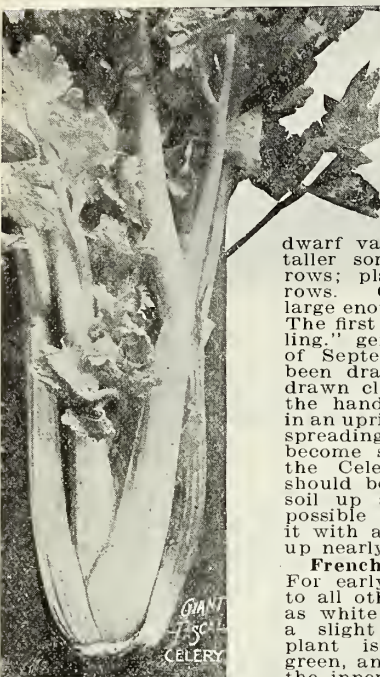 GIANT
CELERY
dwarf va
taller sor
rows; pla
rows.
large eno
The first
ling." ge
of Septe
been dra
drawn cl
the hand
in an upri
spreading
become s
the Cele
should be
soil up
possible
it with a
up nearly
French
For early
to all oth
as white
a slight
plant is
green, an
the inner